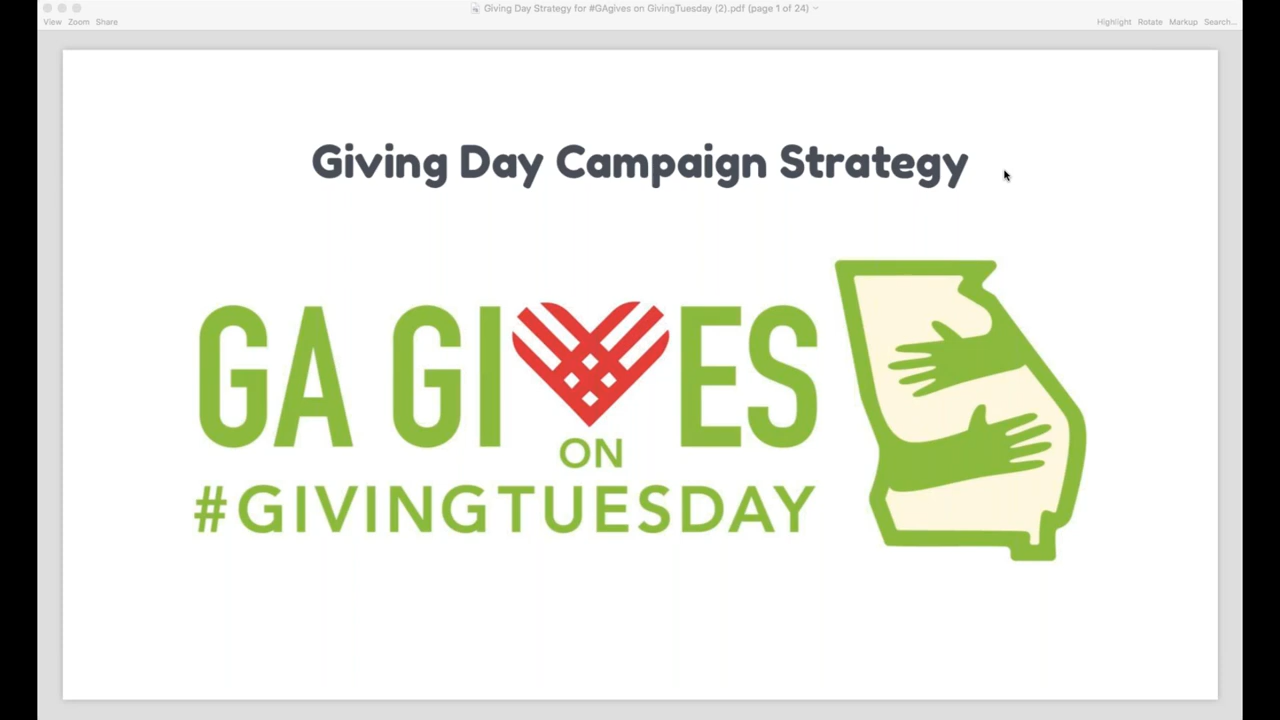 Giving Day Strategy for #GAgives on GivingTuesday (2).pdf (page 1 of 24)
View Zoom Share
Highlight Rotate Markup Search...
Giving Day Campaign Strategy
GA GIVES
ON
#GIVINGTUESDAY